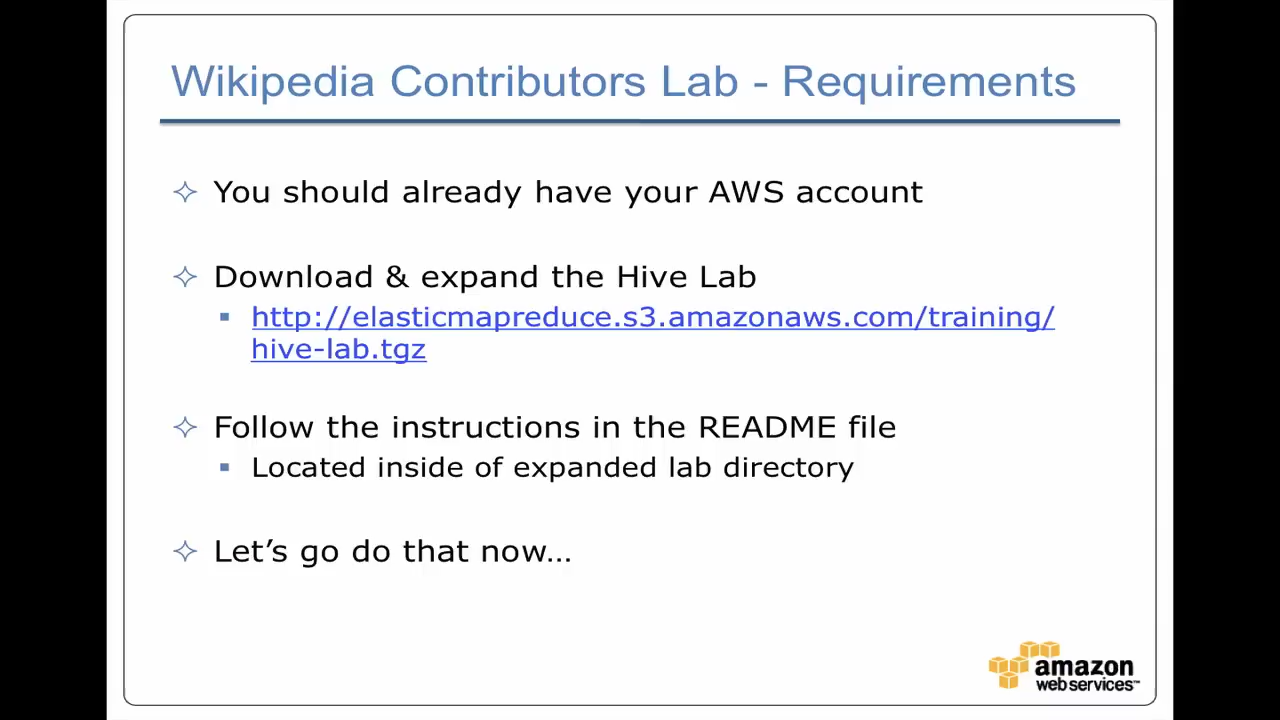 Wikipedia Contributors Lab - Requirements
You should already have your AWS account
Download & expand the Hive Lab
http://elasticmapreduce.s3.amazonaws.com/training/
hive-lab.tgz
Follow the instructions in the README file
Located inside of expanded lab directory
Let’s go do that now…
amazon
webservices™